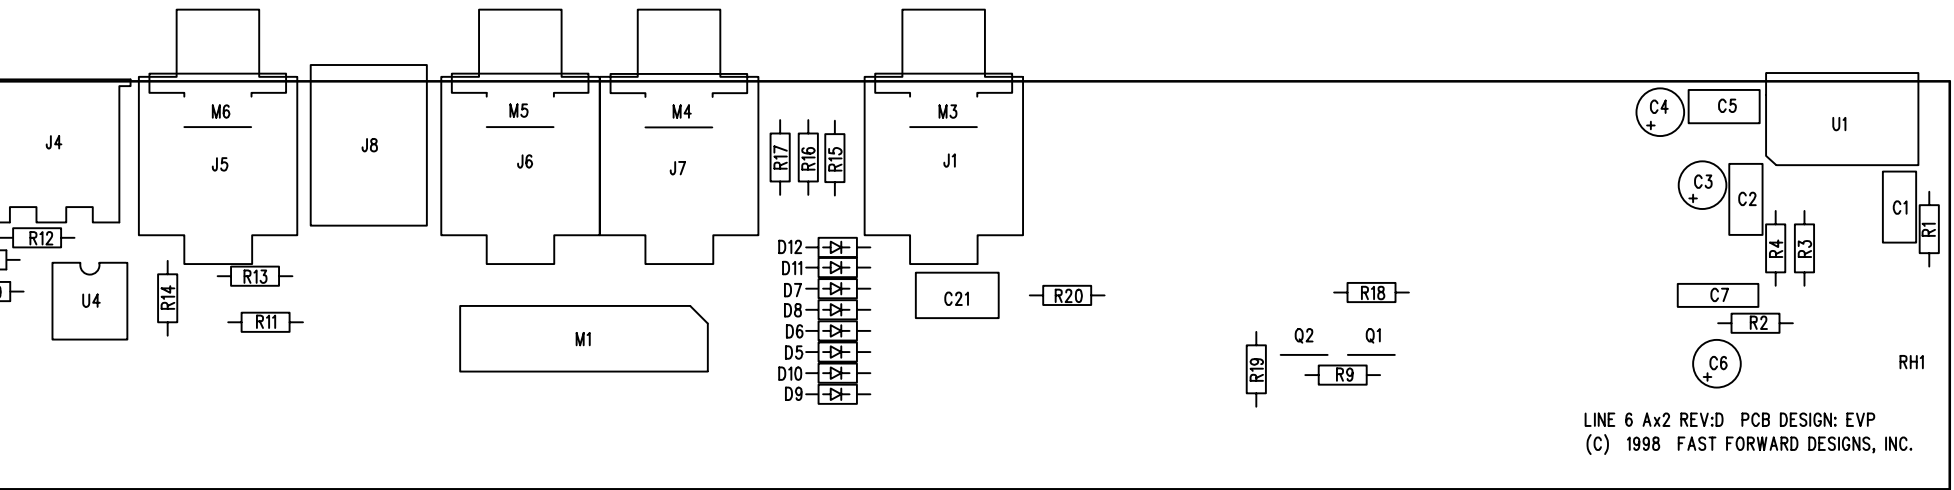 M6
M5
M4
M3
C4
+
C5
U1
J4
J8
J5
J6
J7
R17
R16
R15
J1
C3
+
C2
C1
R1
R12
D12
R4
R3
D11
R13
R14
U4
D7
C21
R20
R18
C7
D8
R11
R2
M1
D6
Q2
Q1
D5
C6
+
RH1
D10
R19
R9
D9
LINE 6 Ax2 REV:D PCB DESIGN: EVP
(C) 1998 FAST FORWARD DESIGNS, INC.